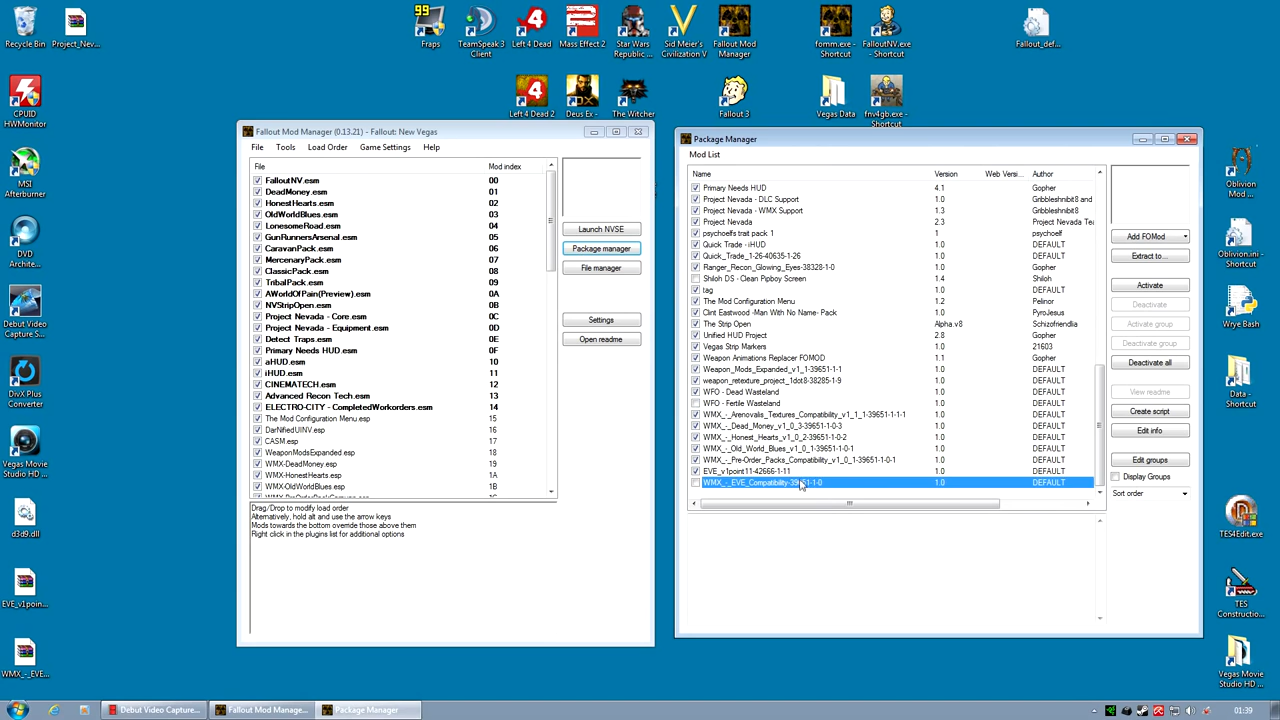 Recycle Bin
Project_Nev...
99
Fraps
TeamSpeak 3
Client
Left 4 Dead
Mass Effect 2
Star Wars
Republic ...
Sid Meier's
Civilization V
Fallout Mod
Manager
fomm.exe -
Shortcut
FalloutNV.exe
- Shortcut
Fallout_def...
CPUID
HWMonitor
Left 4 Dead 2
Deus Ex -
The Witcher
Fallout 3
Vegas Data
fnv4gb.exe -
Shortcut
MSI
Afterburner
DVD
Archite...
Debut Video
Capture S...
DivX Plus
Converter
Vegas Movie
Studio HD ...
d3d9.dll
EVE_v1poin...
WMX_-_EVE...
Fallout Mod Manager (0.13.21) - Fallout: New Vegas
File Tools Load Order Game Settings Help
File Mod index
FalloutNV.esm 00
DeadMoney.esm 01
HonestHearts.esm 02
OldWorldBlues.esm 03
LonesomeRoad.esm 04
GunRunnersArsenal.esm 05
CaravanPack.esm 06
MercenaryPack.esm 07
ClassicPack.esm 08
TribalPack.esm 09
AWorldOfPain(Preview).esm 0A
NVStripOpen.esm 0B
Project Nevada - Core.esm 0C
Project Nevada - Equipment.esm 0D
Detect Traps.esm 0E
Primary Needs HUD.esm 0F
aHUD.esm 10
iHUD.esm 11
CINEMATECH.esm 12
Advanced Recon Tech.esm 13
ELECTRO-CITY - CompletedWorkorders.esm 14
The Mod Configuration Menu.esp 15
DarNifiedUINV.esp 16
CASM.esp 17
WeaponModsExpanded.esp 18
WMX-DeadMoney.esp 19
WMX-HonestHearts.esp 1A
WMX-OldWorldBlues.esp 1B
WMX-PreOrderPackCompat.esp 1C
Launch NVSE
Package manager
File manager
Settings
Open readme
Drag/Drop to modify load order
Alternatively, hold alt and use the arrow keys
Mods towards the bottom override those above them
Right click in the plugins list for additional options
Package Manager
Mod List
Name Version Web Versi... Author
Primary Needs HUD 4.1 Gopher
Project Nevada - DLC Support 1.0 Gribbleshnibit8 and
Project Nevada - WMX Support 1.3 Gribbleshnibit8
Project Nevada 2.3 Project Nevada Tea
psychoelfs trait pack 1 1 psychoelf
Quick Trade - iHUD 1.0 DEFAULT
Quick_Trade_1-26-40635-1-26 1.0 DEFAULT
Ranger_Recon_Glowing_Eyes-38328-1-0 1.0 Gopher
Shiloh DS - Clean Pipboy Screen 1.4 Shiloh
tag 1.0 DEFAULT
The Mod Configuration Menu 1.2 Pelinor
Clint Eastwood -Man With No Name- Pack 1.0 PyroJesus
The Strip Open Alpha.v8 Schizofriendlia
Unified HUD Project 2.8 Gopher
Vegas Strip Markers 1.0 21603
Weapon Animations Replacer FOMOD 1.1 Gopher
Weapon_Mods_Expanded_v1_1-39651-1-1 1.0 DEFAULT
weapon_retexture_project_1dot8-38285-1-9 1.0 DEFAULT
WFO - Dead Wasteland 1.0 DEFAULT
WFO - Fertile Wasteland 1.0 DEFAULT
WMX_-_Arenovalis_Textures_Compatibility_v1_1_1-39651-1-1-1 1.0 DEFAULT
WMX_-_Dead_Money_v1_0_3-39651-1-0-3 1.0 DEFAULT
WMX_-_Honest_Hearts_v1_0_2-39651-1-0-2 1.0 DEFAULT
WMX_-_Old_World_Blues_v1_0_1-39651-1-0-1 1.0 DEFAULT
WMX_-_Pre-Order_Packs_Compatibility_v1_0_1-39651-1-0-1 1.0 DEFAULT
EVE_v1point11-42666-1-11 1.0 DEFAULT
WMX_-_EVE_Compatibility-39651-1-0 1.0 DEFAULT
Add FOMod
Extract to...
Activate
Deactivate
Activate group
Deactivate group
Deactivate all
View readme
Create script
Edit info
Edit groups
Display Groups
Sort order
Oblivion
Mod ...
Oblivion.ini -
Shortcut
Wrye Bash
Data -
Shortcut
TES4Edit.exe
TES
Constructio...
Vegas Movie
Studio HD ...
Debut Video Capture...
Fallout Mod Manage...
Package Manager
01:39